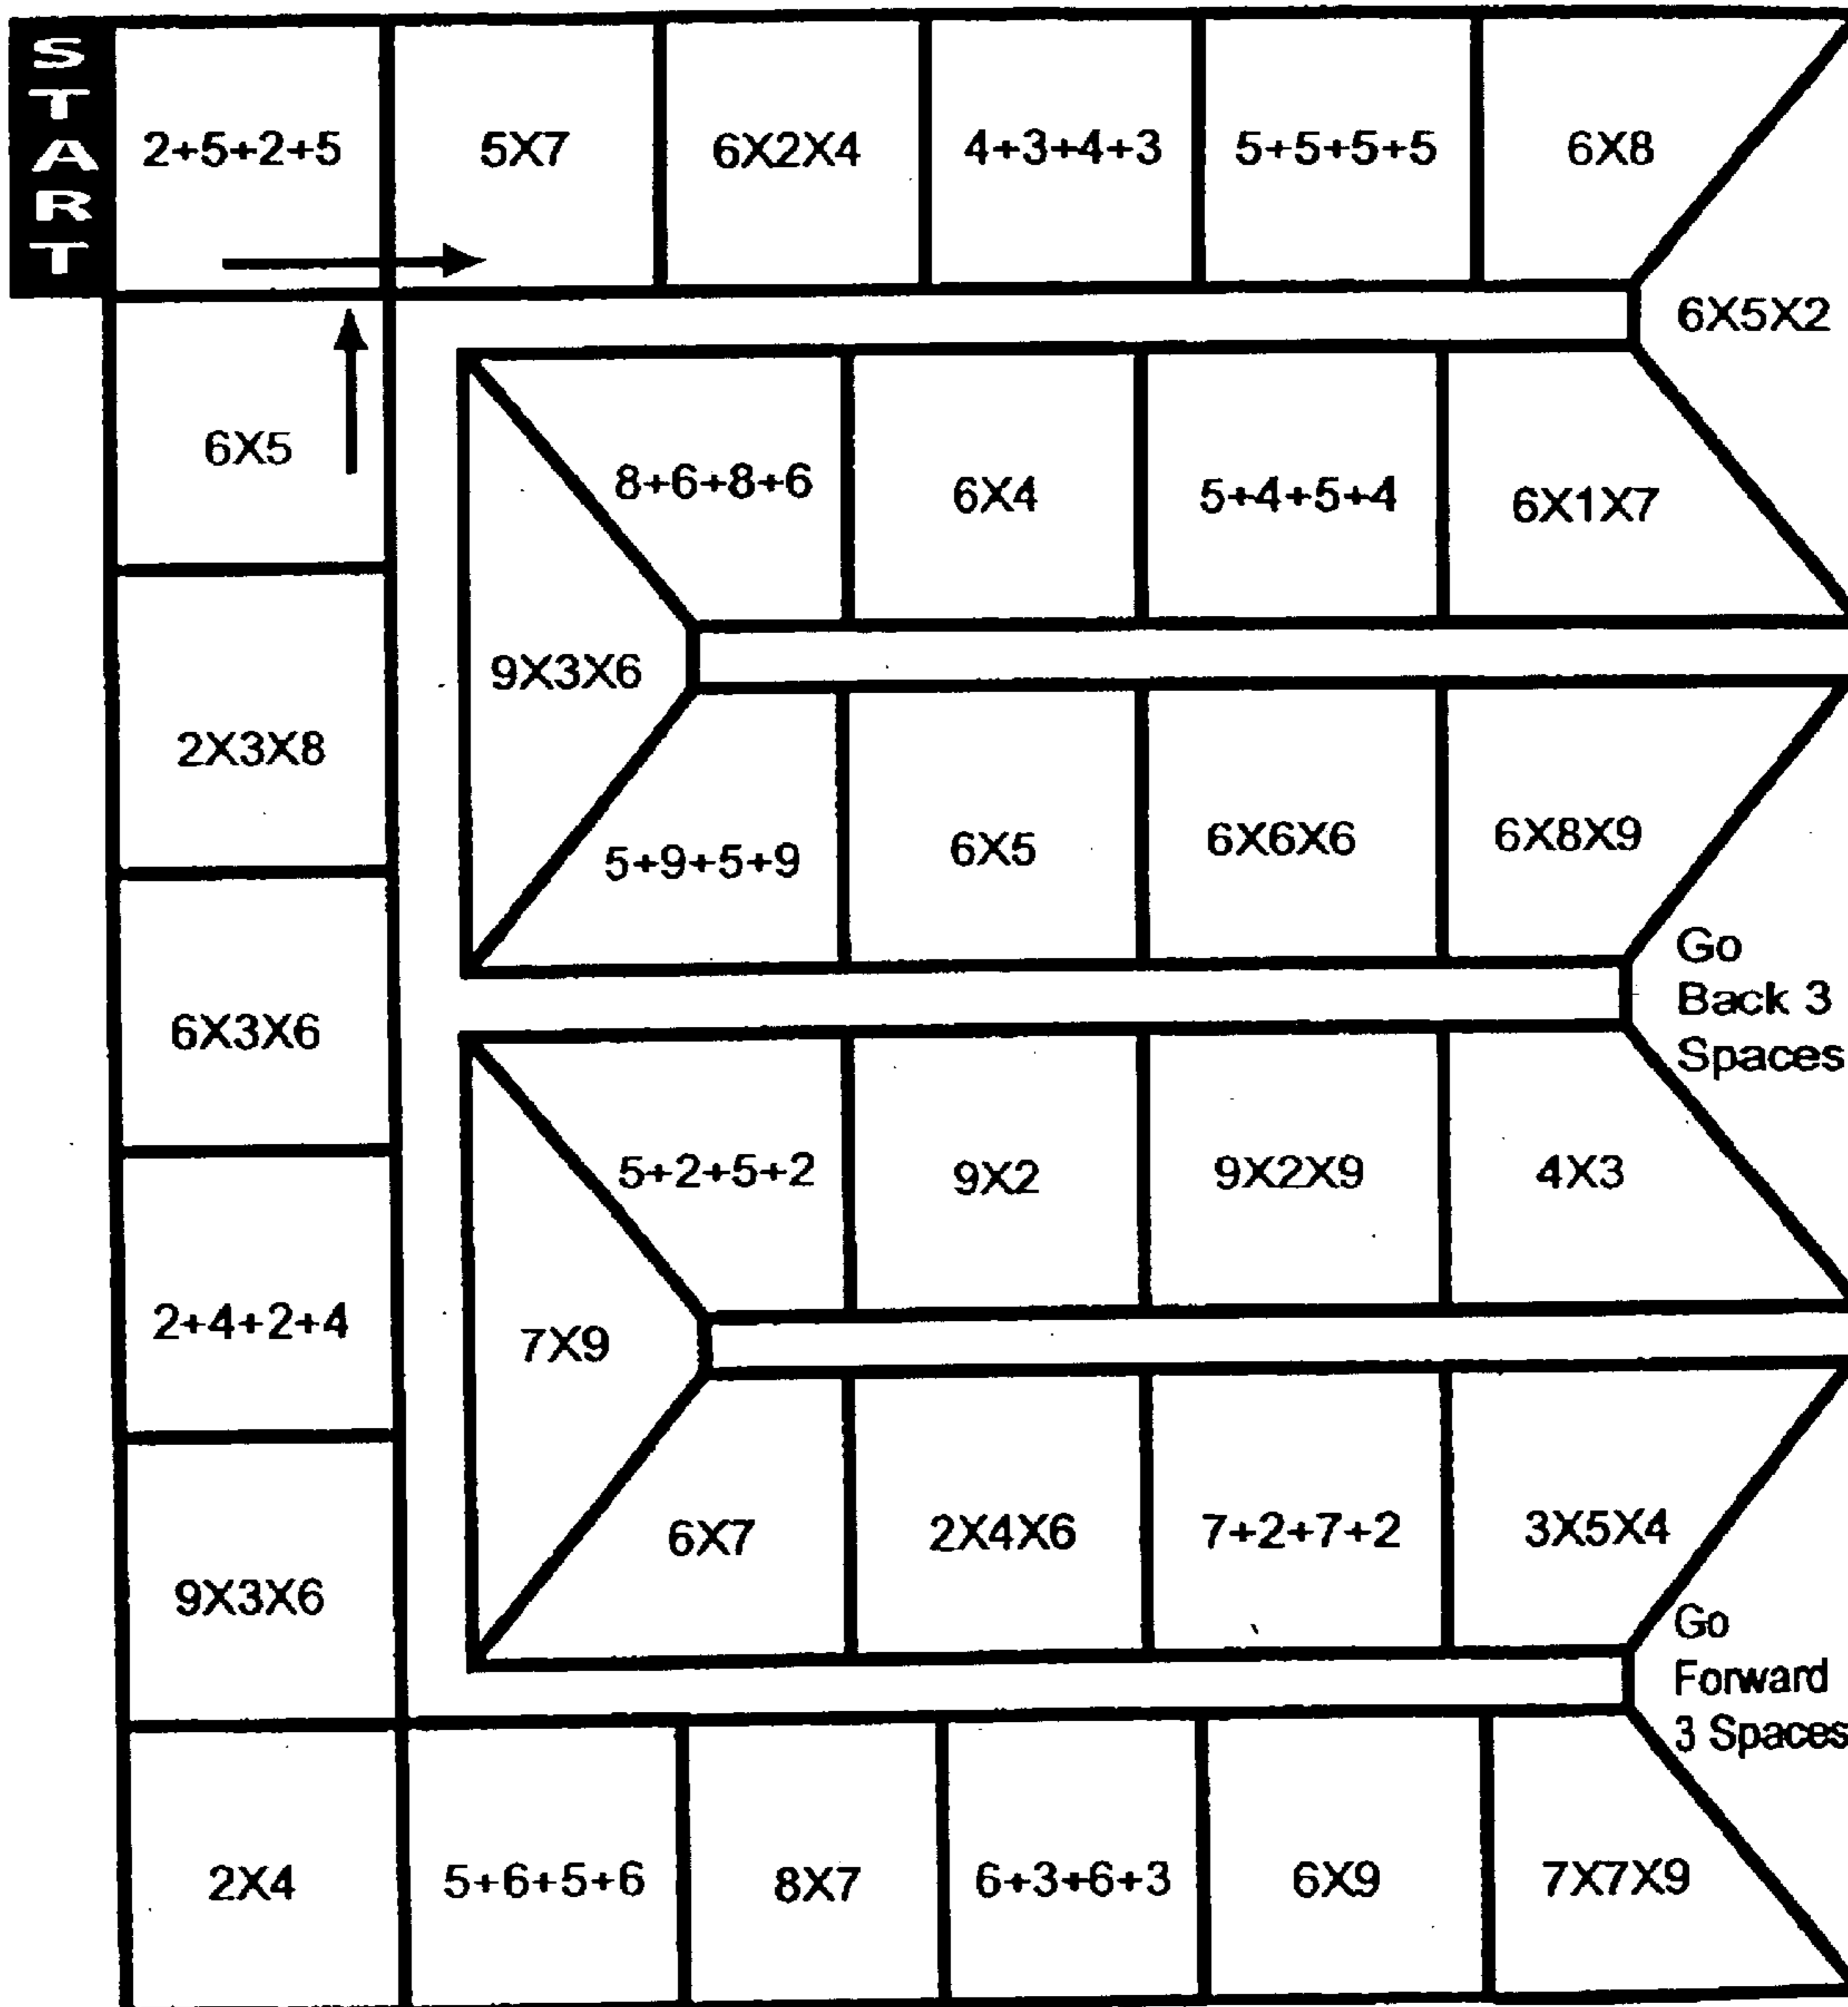 START
2+5+2+5 5X7 6X2X4 4+3+4+3 5+5+5+5 6X8
6X5X2
6X5 8+6+8+6 6X4 5+4+5+4 6X1X7
9X3X6
2X3X8 5+9+5+9 6X5 6X6X6 6X8X9
Go
Back 3
Spaces
6X3X6 5+2+5+2 9X2 9X2X9 4X3
2+4+2+4 7X9
6X7 2X4X6 7+2+7+2 3X5X4
9X3X6
Go
Forward
3 Spaces
2X4 5+6+5+6 8X7 6+3+6+3 6X9 7X7X9